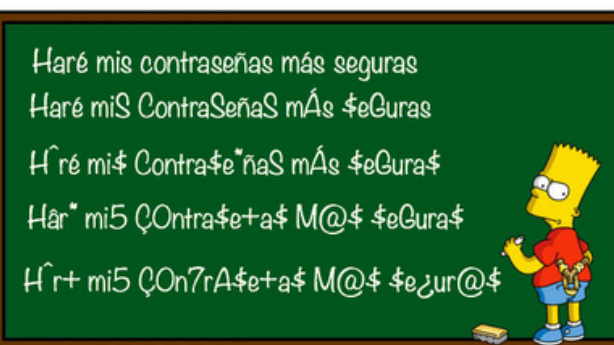 Haré mis contraseñas más seguras
Haré miS ContraSeñaS mÁs $eGuras
H^ré mi$ Contra$e*ñaS mÁs $eGura$
Hâr* mi5 ÇOntra$e+a$ M@$ $eGura$
H^r+ mi5 ÇOn7rA$e+a$ M@$ $e¿ur@$